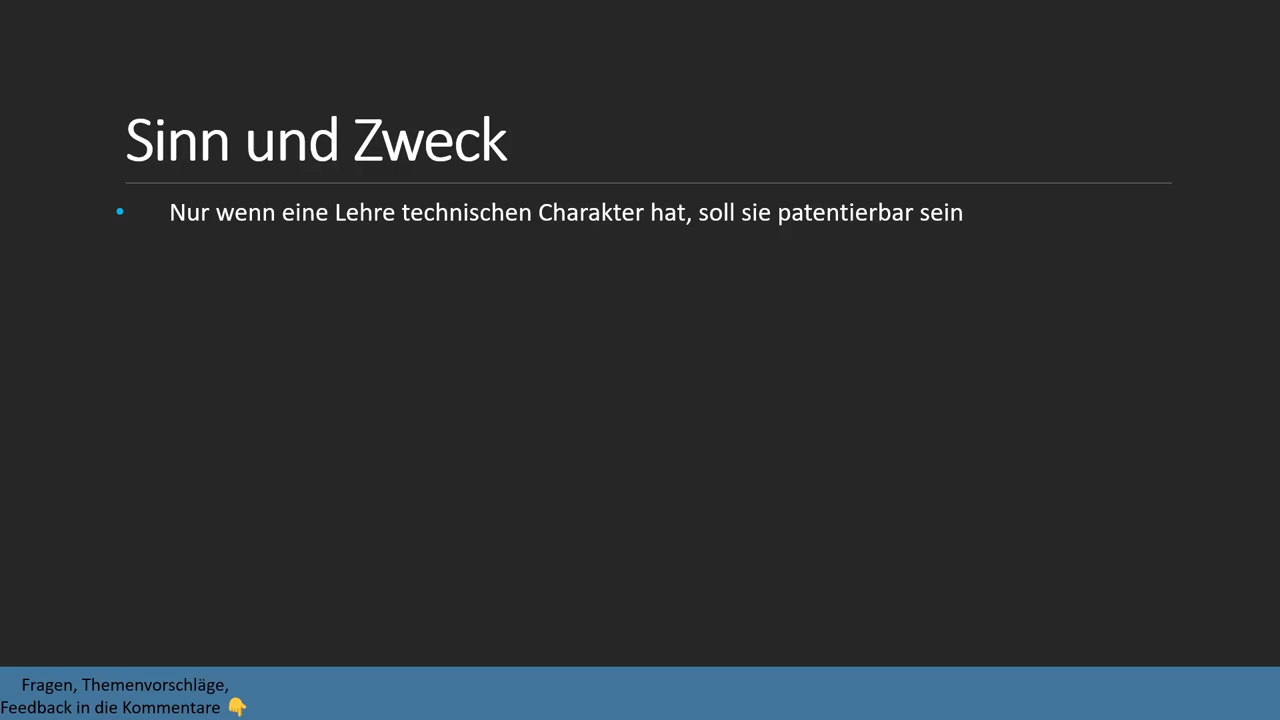 Sinn und Zweck
• Nur wenn eine Lehre technischen Charakter hat, soll sie patentierbar sein
Fragen, Themenvorschläge,
Feedback in die Kommentare 👇